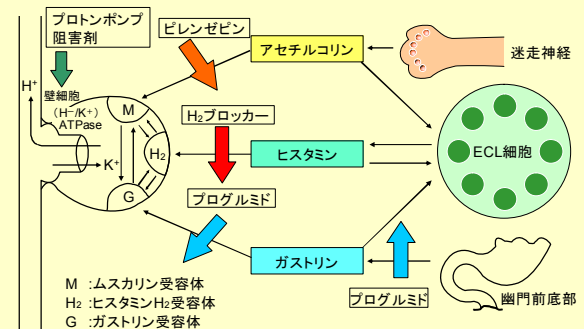 プロトンポンプ
阻害剤
ピレンゼピン
アセチルコリン
迷走神経
H⁺
壁細胞
（H⁻/K⁺）
ATPase
M
H₂ブロッカー
H₂
ヒスタミン
ECL細胞
K⁺
G
プログルミド
ガストリン
M :ムスカリン受容体
H₂ :ヒスタミンH₂受容体
G :ガストリン受容体
プログルミド
幽門前底部